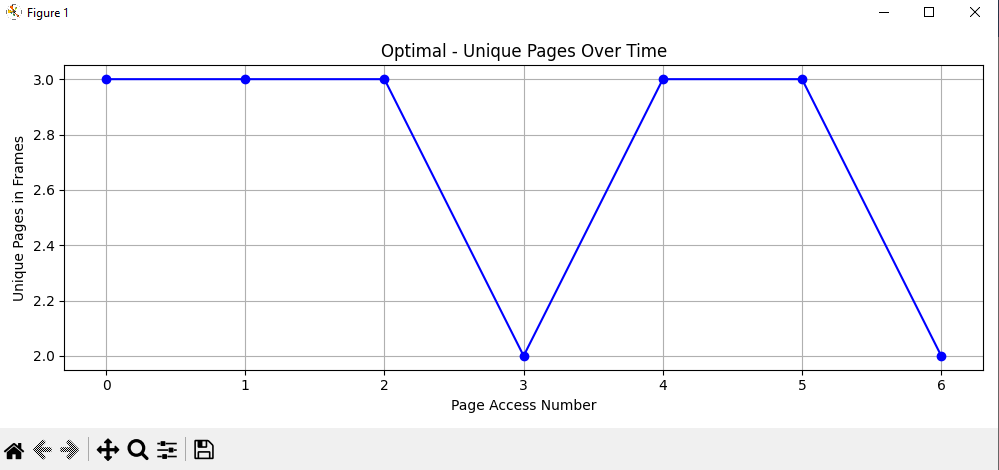 Figure 1
Optimal - Unique Pages Over Time
3.0
2.8
2.6
2.4
2.2
2.0
Unique Pages in Frames
0 1 2 3 4 5 6
Page Access Number